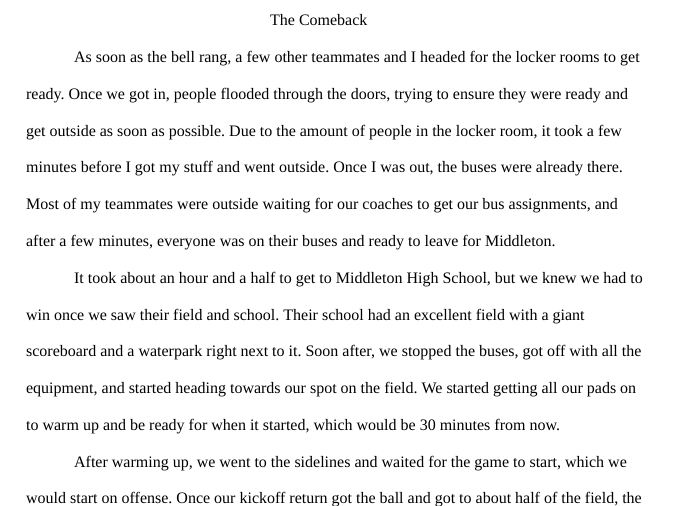 The Comeback
As soon as the bell rang, a few other teammates and I headed for the locker rooms to get
ready. Once we got in, people flooded through the doors, trying to ensure they were ready and
get outside as soon as possible. Due to the amount of people in the locker room, it took a few
minutes before I got my stuff and went outside. Once I was out, the buses were already there.
Most of my teammates were outside waiting for our coaches to get our bus assignments, and
after a few minutes, everyone was on their buses and ready to leave for Middleton.
It took about an hour and a half to get to Middleton High School, but we knew we had to
win once we saw their field and school. Their school had an excellent field with a giant
scoreboard and a waterpark right next to it. Soon after, we stopped the buses, got off with all the
equipment, and started heading towards our spot on the field. We started getting all our pads on
to warm up and be ready for when it started, which would be 30 minutes from now.
After warming up, we went to the sidelines and waited for the game to start, which we
would start on offense. Once our kickoff return got the ball and got to about half of the field, the